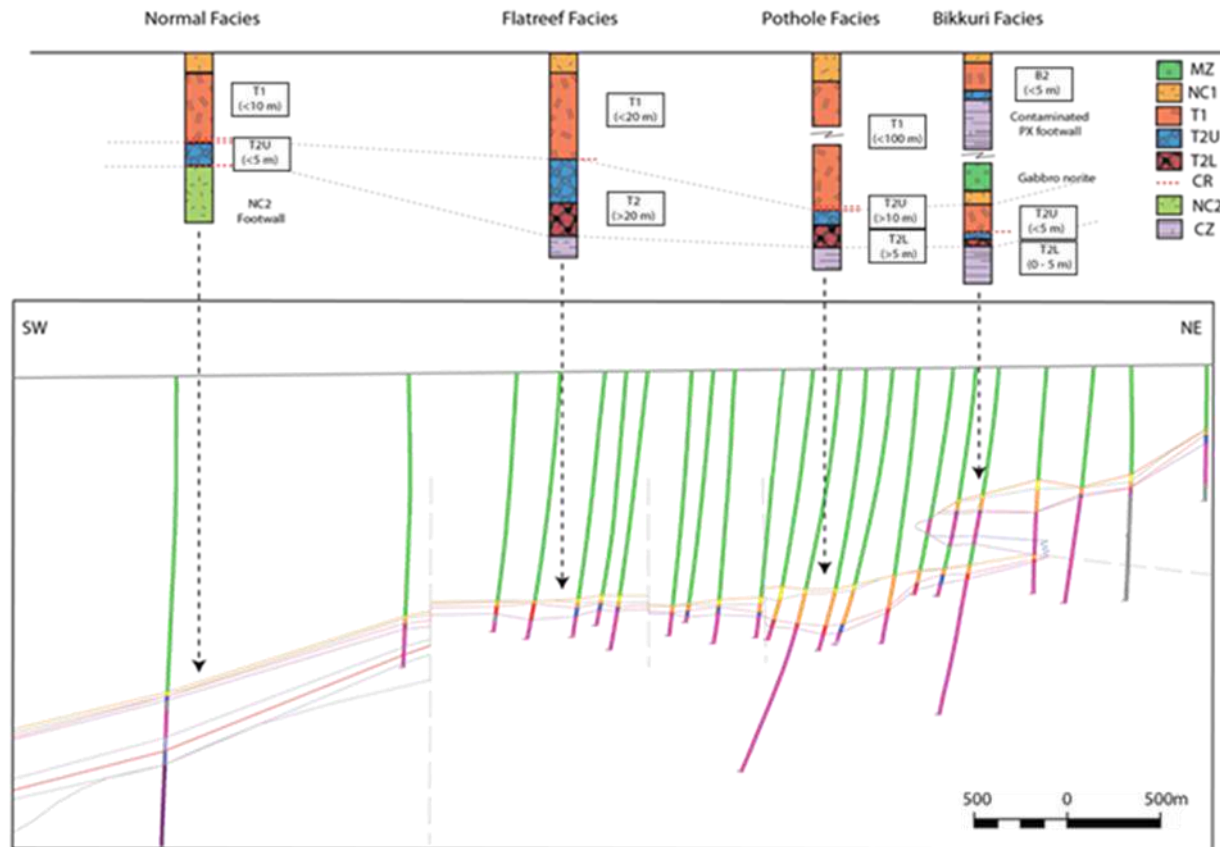 Normal Facies
Flatreef Facies
Pothole Facies
Bikkuri Facies
T1
(<10 m)
T2U
(<5 m)
NC2
Footwall
T1
(<20 m)
T2
(>20 m)
T1
(<100 m)
T2U
(>10 m)
T2L
(>5 m)
B2
(<5 m)
Contaminated
PX footwall
Gabbro norite
T2U
(<5 m)
T2L
(0 - 5 m)
MZ
NC1
T1
T2U
T2L
CR
NC2
CZ
SW
NE
500
0
500m